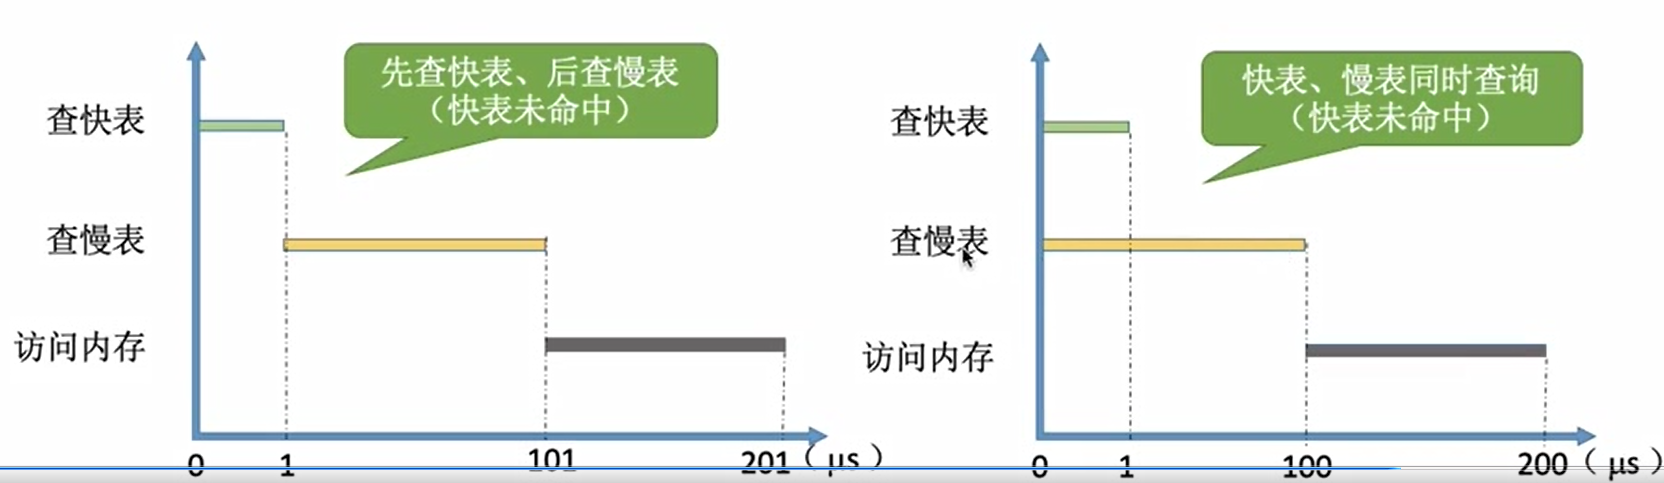 先查快表、后查慢表
（快表未命中）
查快表
查慢表
访问内存
0 1 101 201（μs）
快表、慢表同时查询
（快表未命中）
查快表
查慢表
访问内存
0 1 100 200（μs）